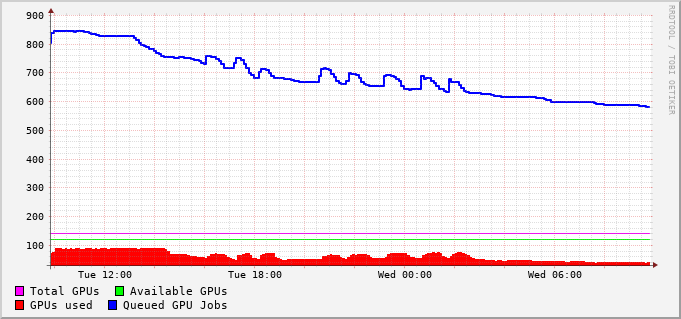 900
800
700
600
500
400
300
200
100
Tue 12:00 Tue 18:00 Wed 00:00 Wed 06:00
Total GPUs Available GPUs
GPUs used Queued GPU Jobs
RRDTOOL / TOBI OETIKER